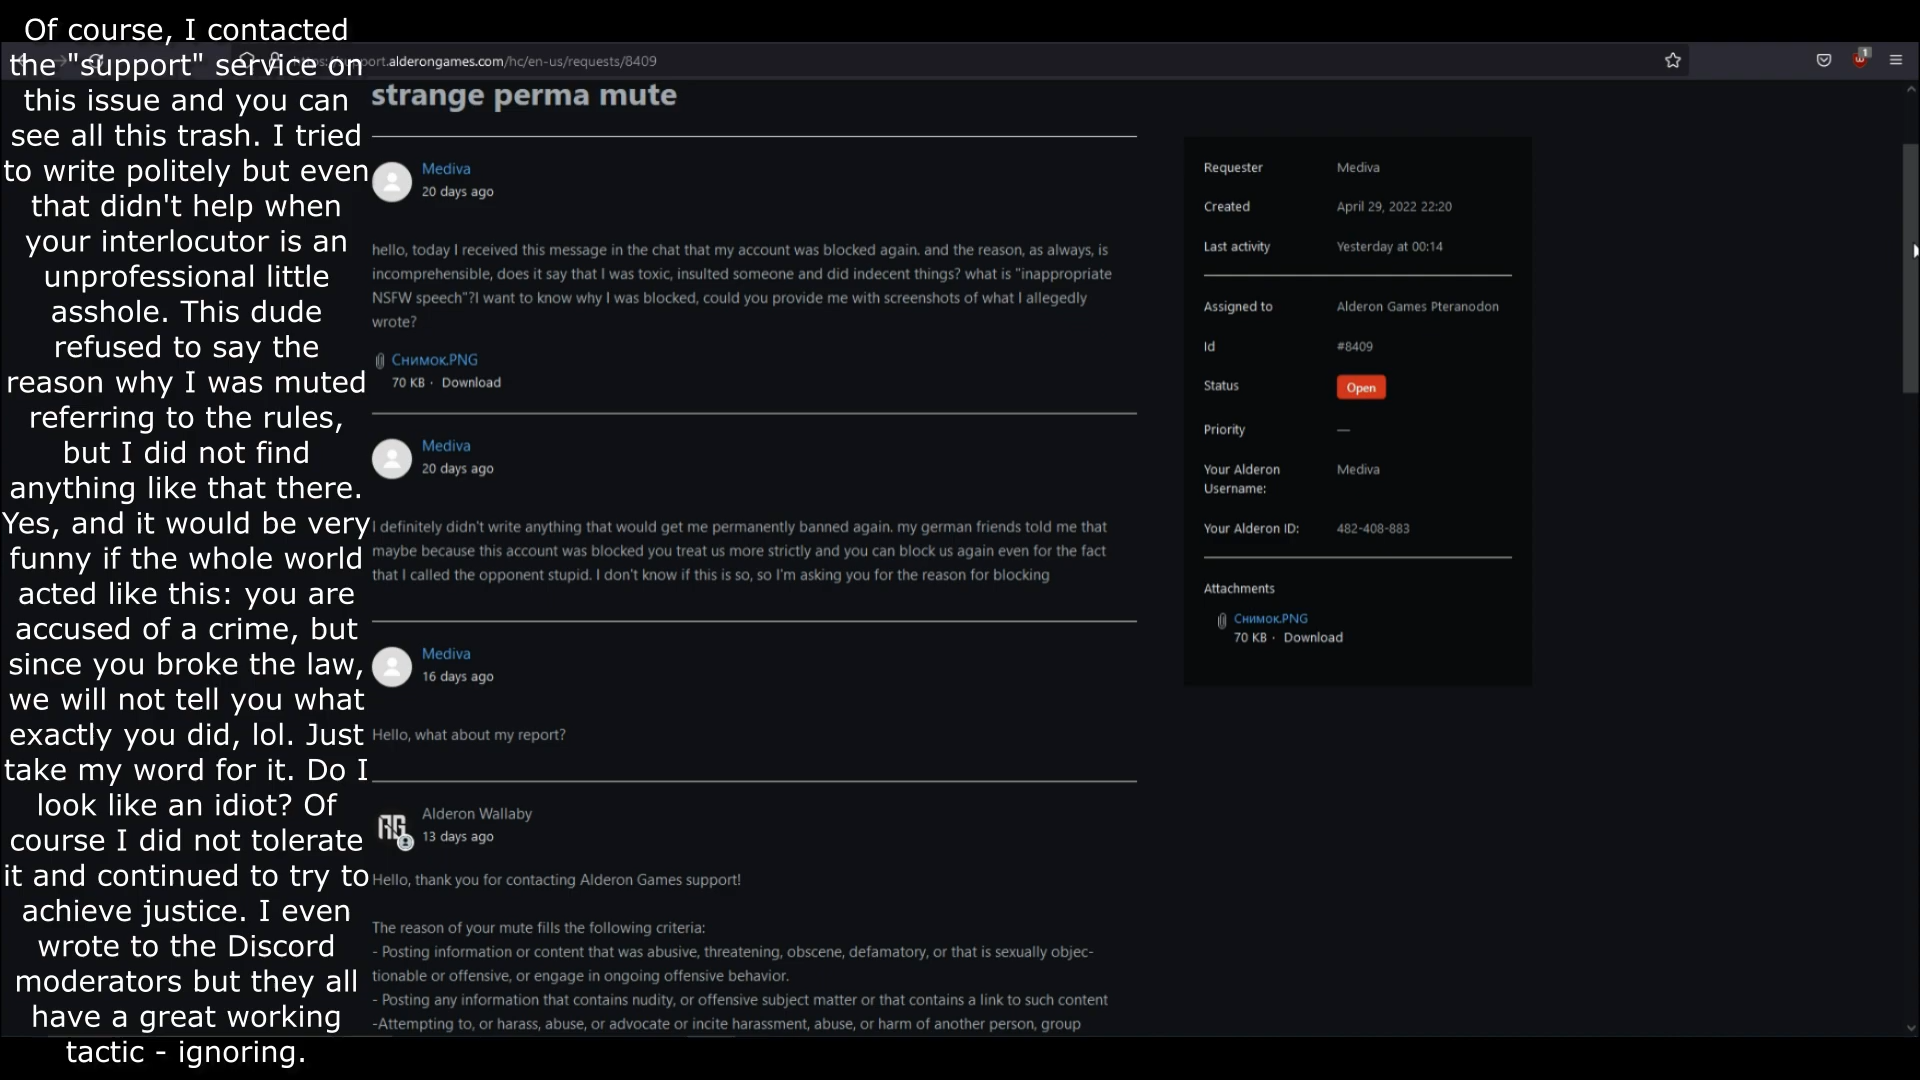 Of course, I contacted
the "support" service on
this issue and you can
see all this trash. I tried
to write politely but even
that didn't help when
your interlocutor is an
unprofessional little
asshole. This dude
refused to say the
reason why I was muted
referring to the rules,
but I did not find
anything like that there.
Yes, and it would be very
funny if the whole world
acted like this: you are
accused of a crime, but
since you broke the law,
we will not tell you what
exactly you did, lol. Just
take my word for it. Do I
look like an idiot? Of
course I did not tolerate
it and continued to try to
achieve justice. I even
wrote to the Discord
moderators but they all
have a great working
tactic - ignoring.
alderongames.com/hc/en-us/requests/8409
1
strange perma mute
Mediva
20 days ago
hello, today I received this message in the chat that my account was blocked again. and the reason, as always, is
incomprehensible, does it say that I was toxic, insulted someone and did indecent things? what is "inappropriate
NSFW speech"?I want to know why I was blocked, could you provide me with screenshots of what I allegedly
wrote?
Снимок.PNG
70 KB · Download
Mediva
20 days ago
I definitely didn't write anything that would get me permanently banned again. my german friends told me that
maybe because this account was blocked you treat us more strictly and you can block us again even for the fact
that I called the opponent stupid. I don't know if this is so, so I'm asking you for the reason for blocking
Mediva
16 days ago
Hello, what about my report?
Alderon Wallaby
13 days ago
Hello, thank you for contacting Alderon Games support!
The reason of your mute fills the following criteria:
- Posting information or content that was abusive, threatening, obscene, defamatory, or that is sexually objec-
tionable or offensive, or engage in ongoing offensive behavior.
- Posting any information that contains nudity, or offensive subject matter or that contains a link to such content
-Attempting to, or harass, abuse, or advocate or incite harassment, abuse, or harm of another person, group
Requester Mediva
Created April 29, 2022 22:20
Last activity Yesterday at 00:14
Assigned to Alderon Games Pteranodon
Id #8409
Status Open
Priority —
Your Alderon Mediva
Username:
Your Alderon ID: 482-408-883
Attachments
Снимок.PNG
70 KB · Download